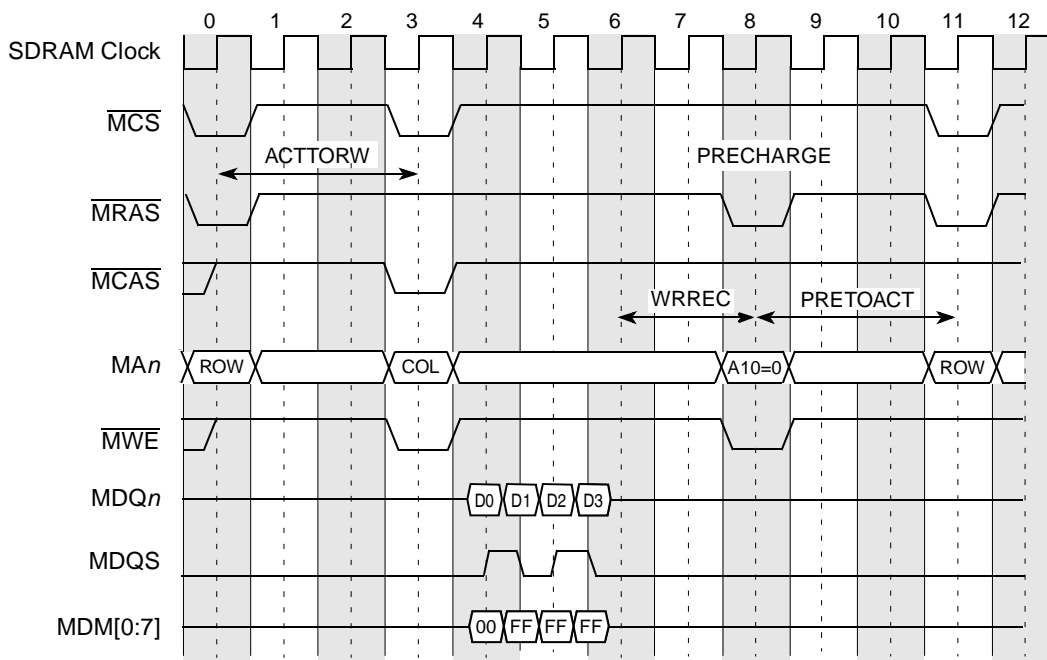 0 1 2 3 4 5 6 7 8 9 10 11 12
SDRAM Clock
MCS
ACTTORW PRECHARGE
MRAS
MCAS
WRREC PRETOACT
MAn ROW COL A10=0 ROW
MWE
MDQn D0 D1 D2 D3
MDQS
MDM[0:7] 00 FF FF FF